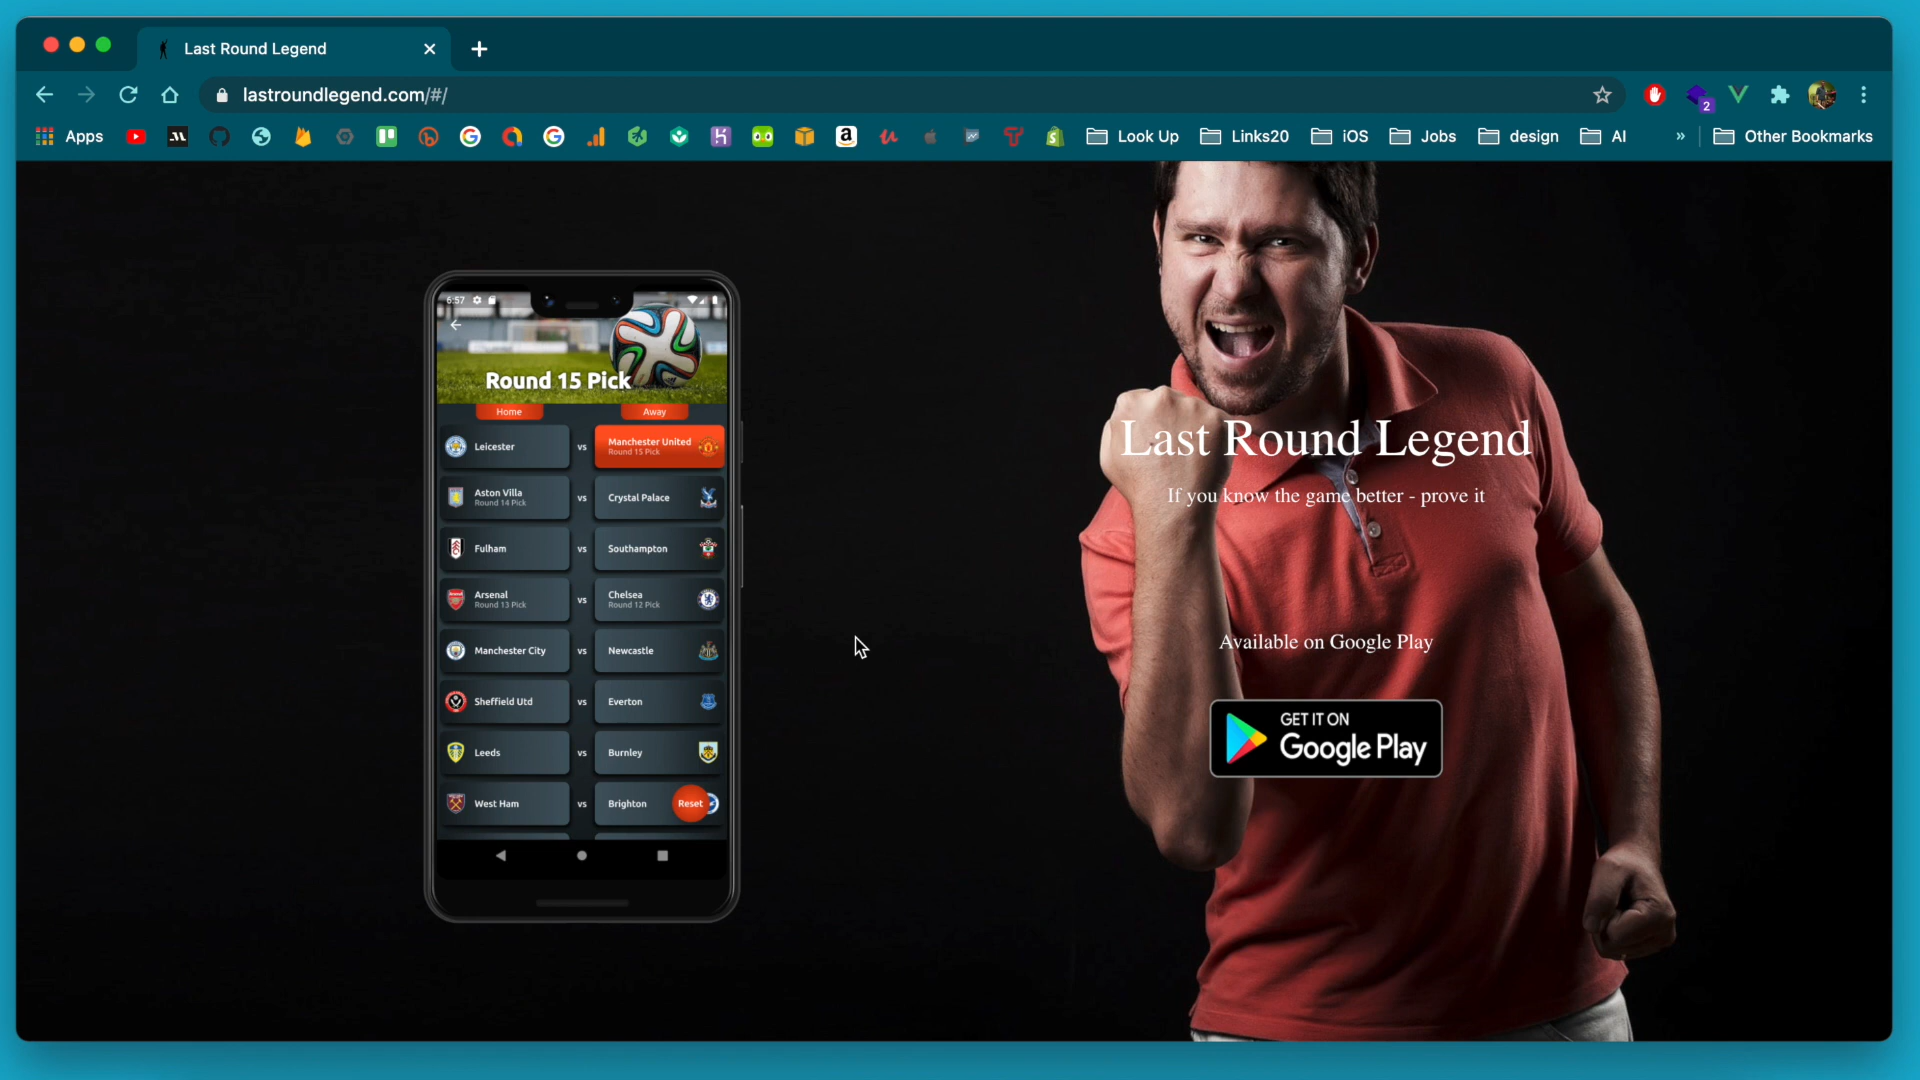 Last Round Legend
lastroundlegend.com/#/
2
Apps
Look Up
Links20
iOS
Jobs
design
AI
»
Other Bookmarks
6:57
Round 15 Pick
Home
Away
Leicester
vs
Manchester United
Round 15 Pick
Aston Villa
Round 14 Pick
vs
Crystal Palace
Fulham
vs
Southampton
Arsenal
Round 13 Pick
vs
Chelsea
Round 12 Pick
Manchester City
vs
Newcastle
Sheffield Utd
vs
Everton
Leeds
vs
Burnley
West Ham
vs
Brighton
Reset
Last Round Legend
If you know the game better - prove it
Available on Google Play
GET IT ON
Google Play